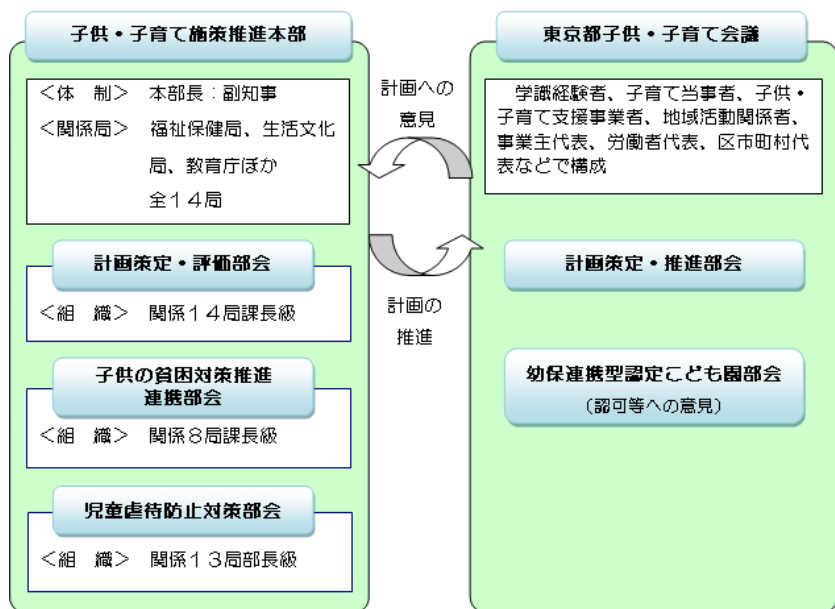 子供・子育て施策推進本部
<体　制>　本部長：副知事
<関係局>　福祉保健局、生活文化
局、教育庁ほか
全１４局
計画策定・評価部会
<組　織>　関係１４局課長級
子供の貧困対策推進
連携部会
<組　織>　関係８局課長級
児童虐待防止対策部会
<組　織>　関係１３局部長級
計画への
意見
計画の
推進
東京都子供・子育て会議
学識経験者、子育て当事者、子供・
子育て支援事業者、地域活動関係者、
事業主代表、労働者代表、区市町村代
表などで構成
計画策定・推進部会
幼保連携型認定こども園部会
（認可等への意見）